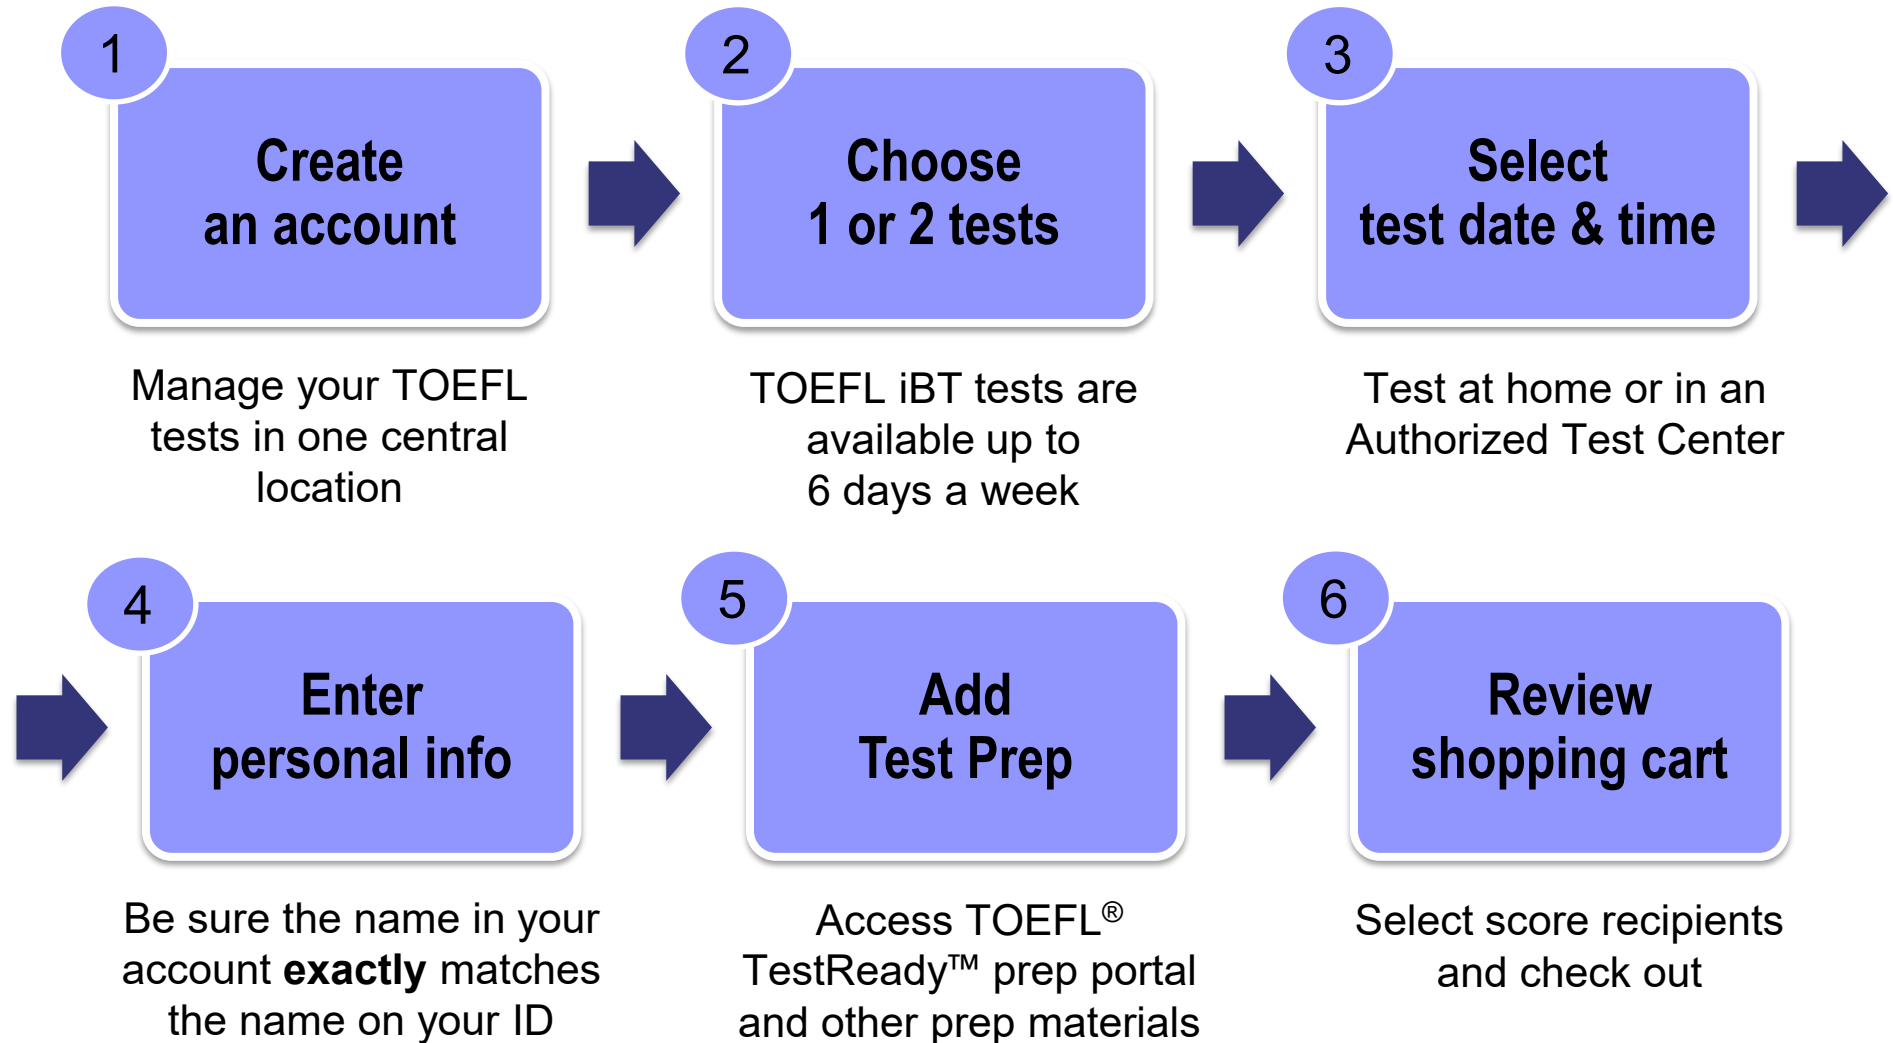 1
Create
an account
Manage your TOEFL
tests in one central
location
2
Choose
1 or 2 tests
TOEFL iBT tests are
available up to
6 days a week
3
Select
test date & time
Test at home or in an
Authorized Test Center
4
Enter
personal info
Be sure the name in your
account exactly matches
the name on your ID
5
Add
Test Prep
Access TOEFL®
TestReady™ prep portal
and other prep materials
6
Review
shopping cart
Select score recipients
and check out